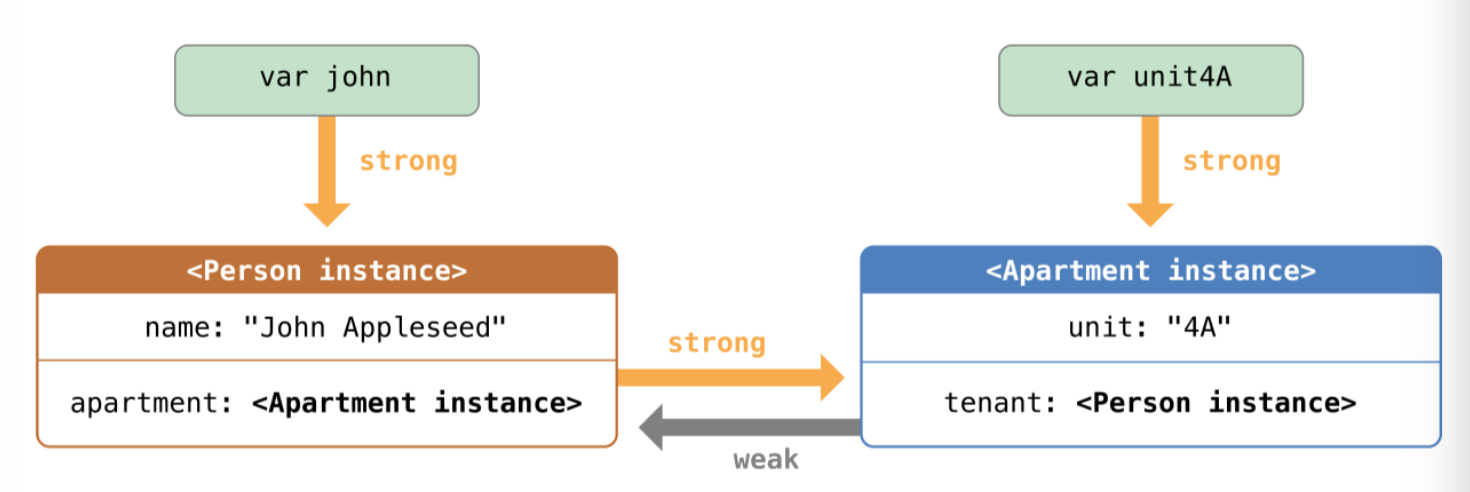 var john
var unit4A
strong
strong
<Person instance>
<Apartment instance>
name: "John Appleseed"
unit: "4A"
strong
apartment: <Apartment instance>
tenant: <Person instance>
weak